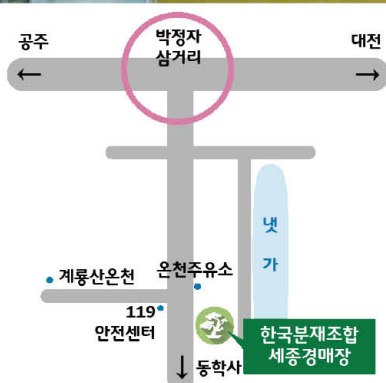 공주
박정자
삼거리
대전
←
→
냇
가
계룡산온천
온천주유소
119
안전센터
한국분재조합
세종경매장
↓ 동학사